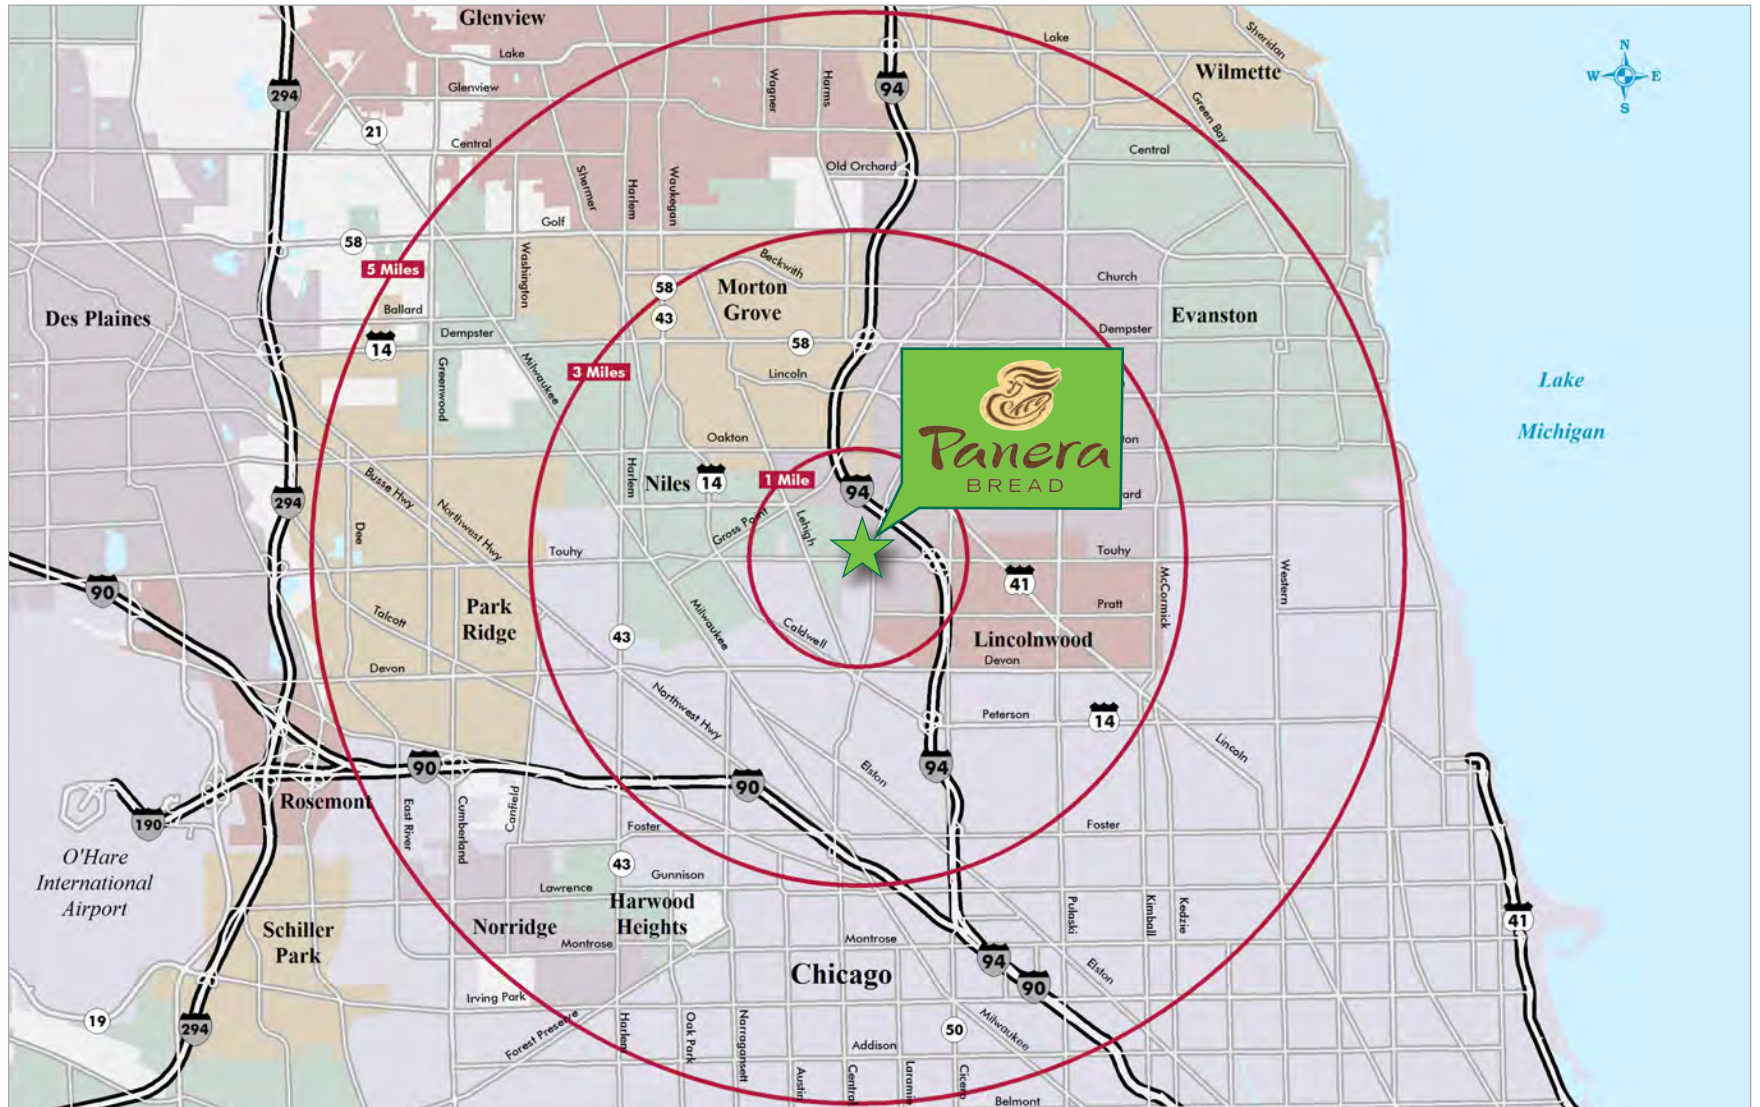 Glenview
Lake
Lake
Sheridan
Wilmette
N
W E
S
294
Glenview
Wagner
Harms
94
Green Bay
21
Central
Central
Old Orchard
Shermer
Harlem
Waukegan
Golf
58
Washington
Beckwith
5 Miles
Church
58
Morton
Grove
Ballard
43
Des Plaines
Evanston
Dempster
Dempster
14
58
Milwaukee
3 Miles
Lincoln
Greenwood
Lake
Michigan
Panera
BREAD
Oakton
ton
Harlem
Niles
14
1 Mile
94
ard
Busse Hwy
294
Northwest Hwy
Dee
Gross Point
Lehigh
Touhy
Touhy
41
Western
McCormick
90
Park
Ridge
Talcott
Milwaukee
Pratt
43
Caldwell
Lincolnwood
Devon
Devon
Northwest Hwy
Peterson
14
Lincoln
90
90
Elston
94
Rosemont
190
East River
Cumberland
Canfield
Foster
Foster
O'Hare
International
Airport
43
Gunnison
Lawrence
Harwood
Heights
Pulaski
Kimball
Kedzie
41
Schiller
Park
Norridge
Montrose
Montrose
Chicago
94
90
Elston
Irving Park
19
294
Forest Preserve
Harlem
Oak Park
Narragansett
50
Milwaukee
Addison
Austin
Central
Laramie
Cicero
Belmont